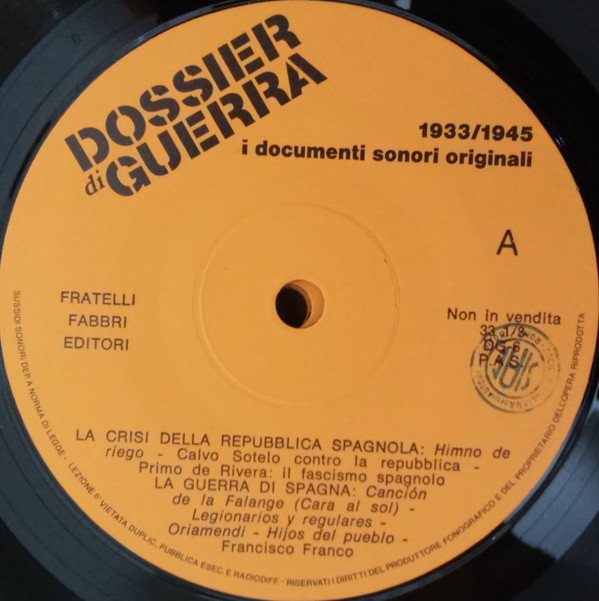 DOSSIER
di GUERRA
1933/1945
i documenti sonori originali
A
FRATELLI
FABBRI
EDITORI
Non in vendita
33 1/3
DG 6
P.A.S.
LA CRISI DELLA REPUBBLICA SPAGNOLA: Himno de
riego - Calvo Sotelo contro la repubblica -
Primo de Rivera: il fascismo spagnolo
LA GUERRA DI SPAGNA: Canción
de la Falange (Cara al sol) -
Legionarios y regulares -
Oriamendi - Hijos del pueblo -
Francisco Franco
SUSSIDI SONORI DEP. A NORMA DI LEGGE - LEZIONE 6ª VIETATA DUPLIC. PUBBLICA ESEC. E RADIODIFF - RISERVATI I DIRITTI DEL PRODUTTORE FONOGRAFICO E DEL PROPRIETARIO DELL'OPERA RIPRODOTTA